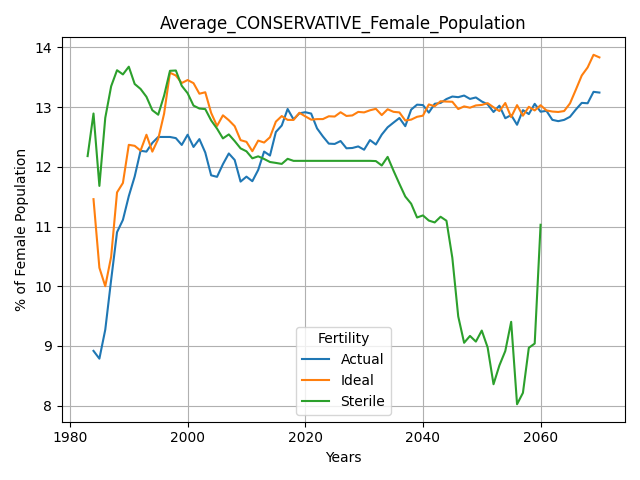 Average_CONSERVATIVE_Female_Population
14
13
12
11
10
9
8
% of Female Population
Fertility
Actual
Ideal
Sterile
1980
2000
2020
2040
2060
Years